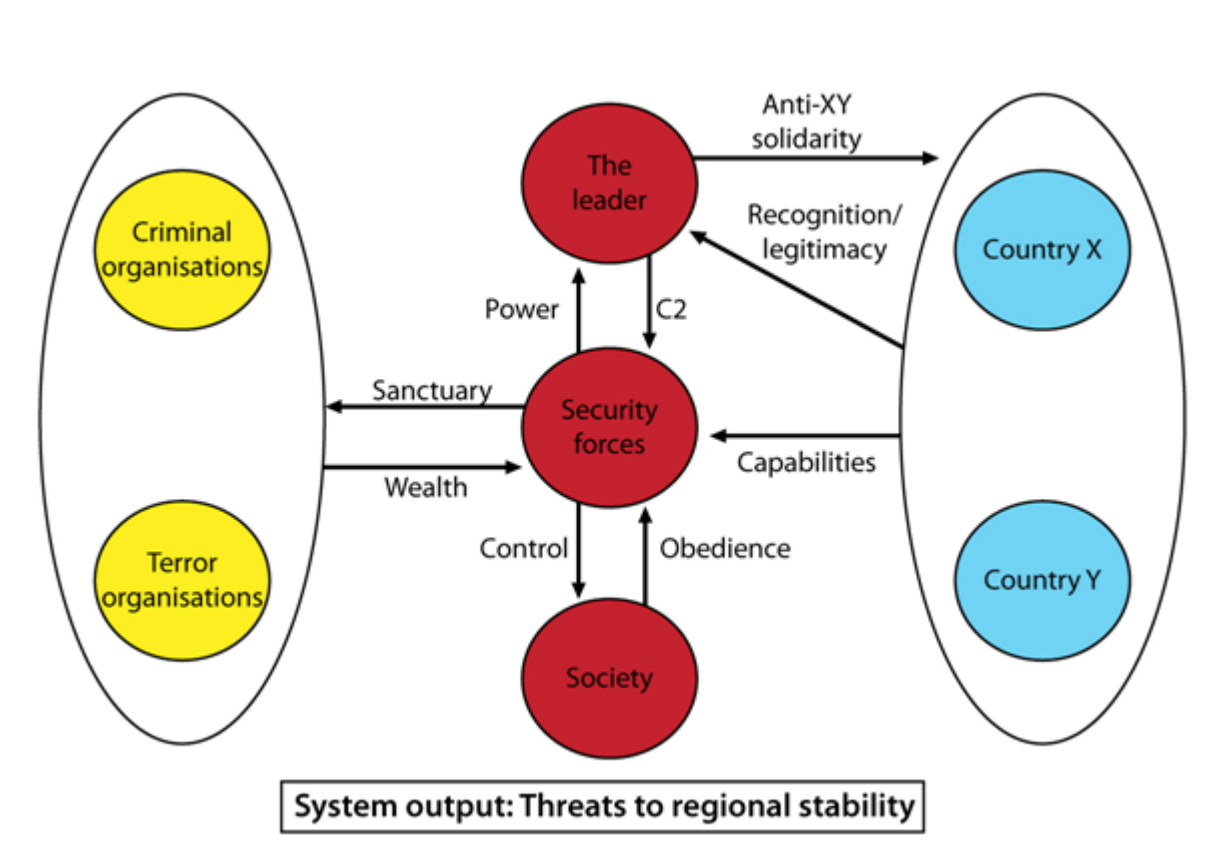 Anti-XY
solidarity
The
leader
Criminal
organisations
Recognition/
legitimacy
Country X
Power
C2
Sanctuary
Security
forces
Capabilities
Wealth
Control
Obedience
Terror
organisations
Country Y
Society
System output: Threats to regional stability